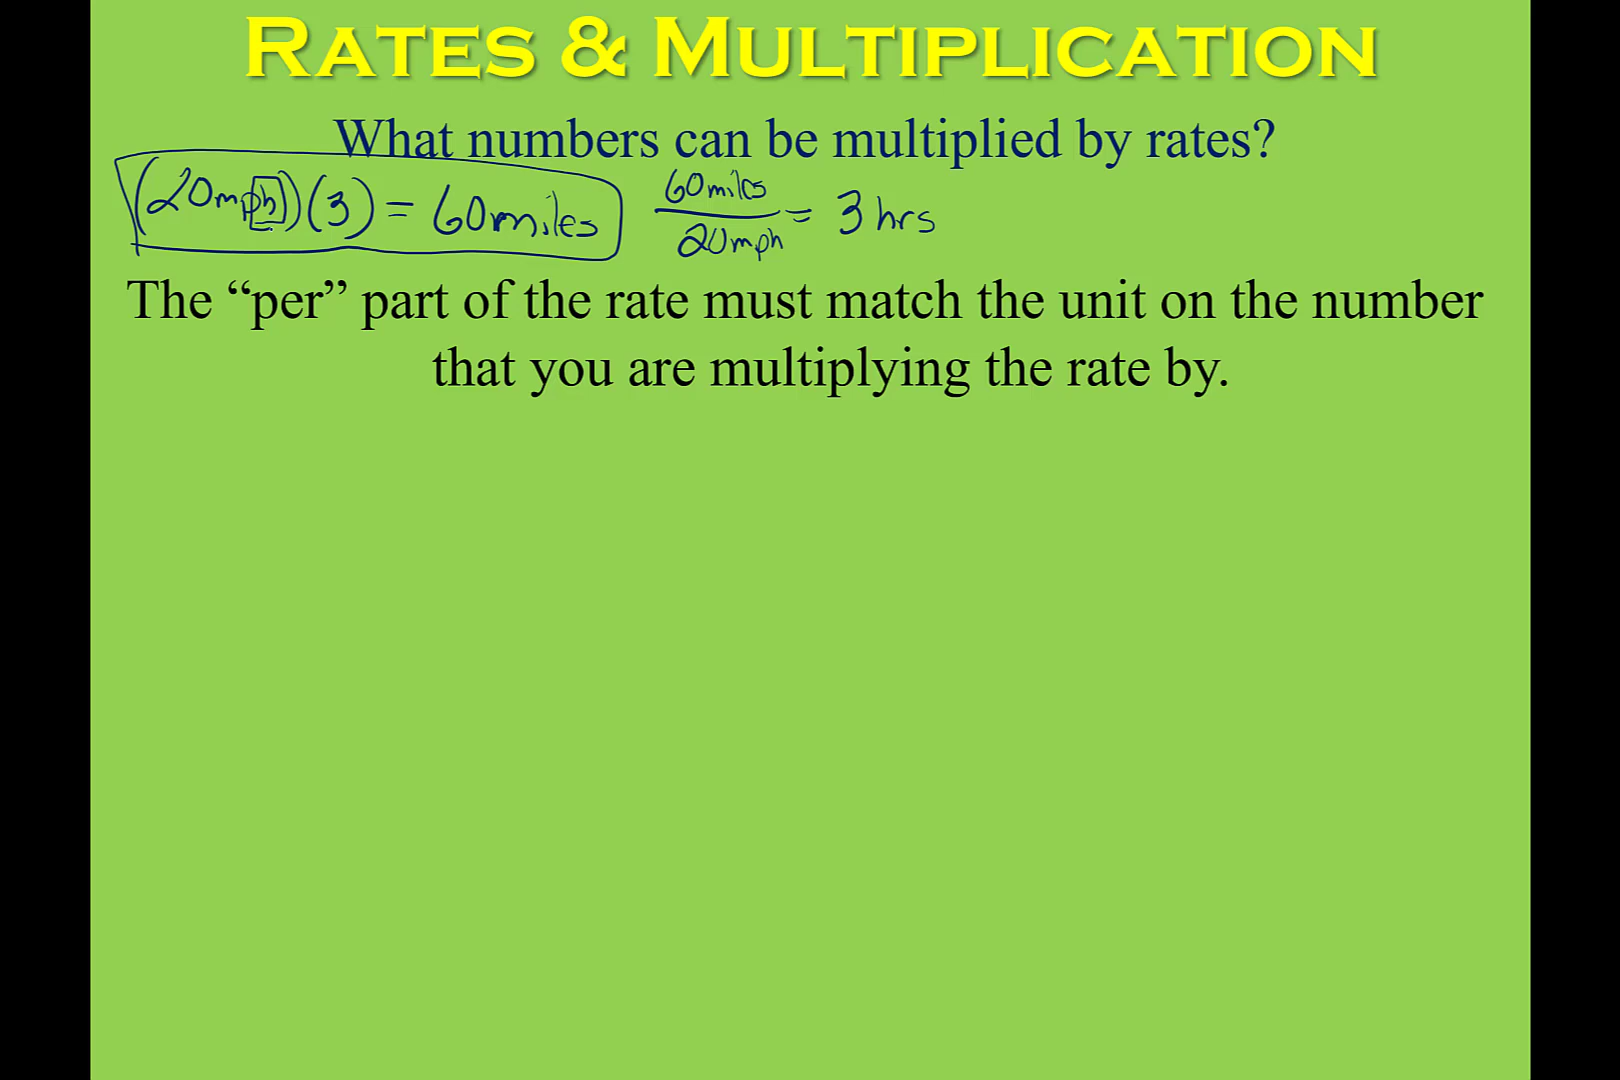 RATES & MULTIPLICATION
What numbers can be multiplied by rates?
(20mph)(3) = 60miles
60miles
20mph
= 3 hrs
The “per” part of the rate must match the unit on the number
that you are multiplying the rate by.